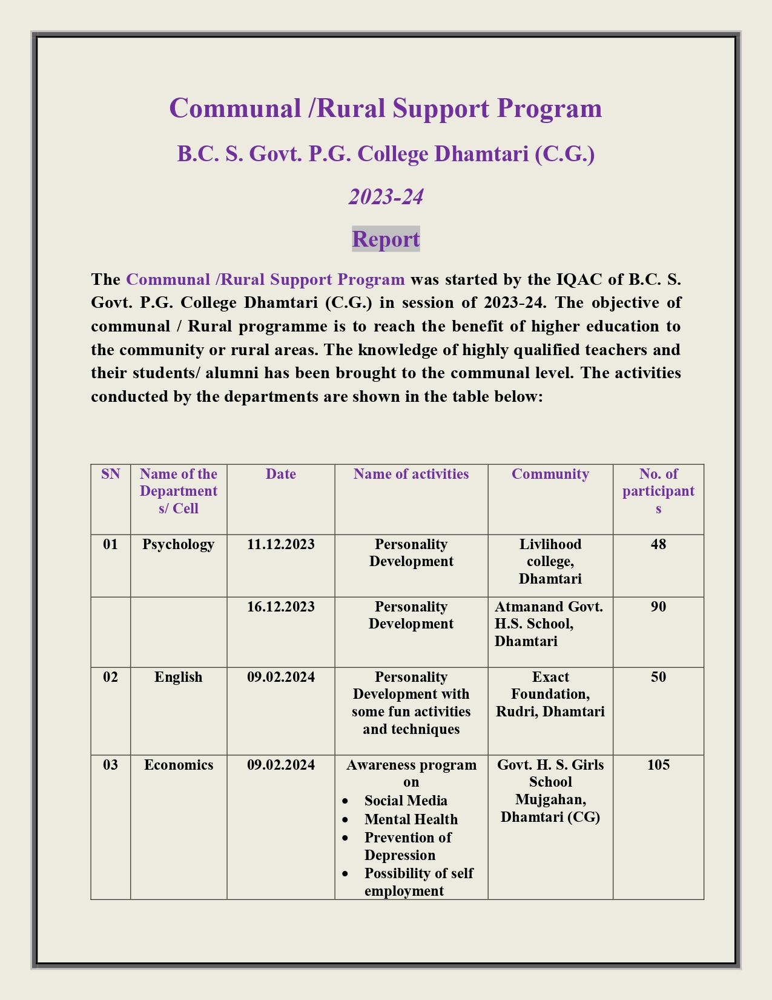 Communal /Rural Support Program
B.C. S. Govt. P.G. College Dhamtari (C.G.)
2023-24
Report
The Communal /Rural Support Program was started by the IQAC of B.C. S.
Govt. P.G. College Dhamtari (C.G.) in session of 2023-24. The objective of
communal / Rural programme is to reach the benefit of higher education to
the community or rural areas. The knowledge of highly qualified teachers and
their students/ alumni has been brought to the communal level. The activities
conducted by the departments are shown in the table below:
SN
Name of the
Department
s/ Cell
Date
Name of activities
Community
No. of
participant
s
01
Psychology
11.12.2023
Personality
Development
Livlihood
college,
Dhamtari
48
16.12.2023
Personality
Development
Atmanand Govt.
H.S. School,
Dhamtari
90
02
English
09.02.2024
Personality
Development with
some fun activities
and techniques
Exact
Foundation,
Rudri, Dhamtari
50
03
Economics
09.02.2024
Awareness program
on
• Social Media
• Mental Health
• Prevention of
Depression
• Possibility of self
employment
Govt. H. S. Girls
School
Mujgahan,
Dhamtari (CG)
105